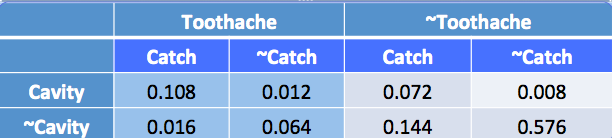 Toothache ~Toothache
Catch ~Catch Catch ~Catch
Cavity 0.108 0.012 0.072 0.008
~Cavity 0.016 0.064 0.144 0.576